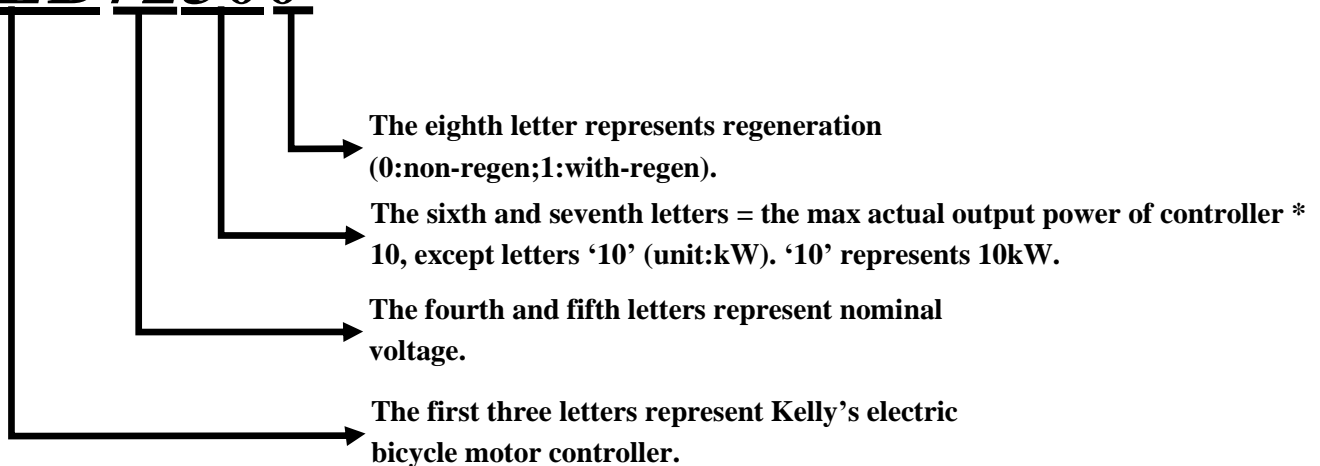 The eighth letter represents regeneration
(0:non-regen;1:with-regen).
The sixth and seventh letters = the max actual output power of controller *
10, except letters ‘10’ (unit:kW). ‘10’ represents 10kW.
The fourth and fifth letters represent nominal
voltage.
The first three letters represent Kelly’s electric
bicycle motor controller.